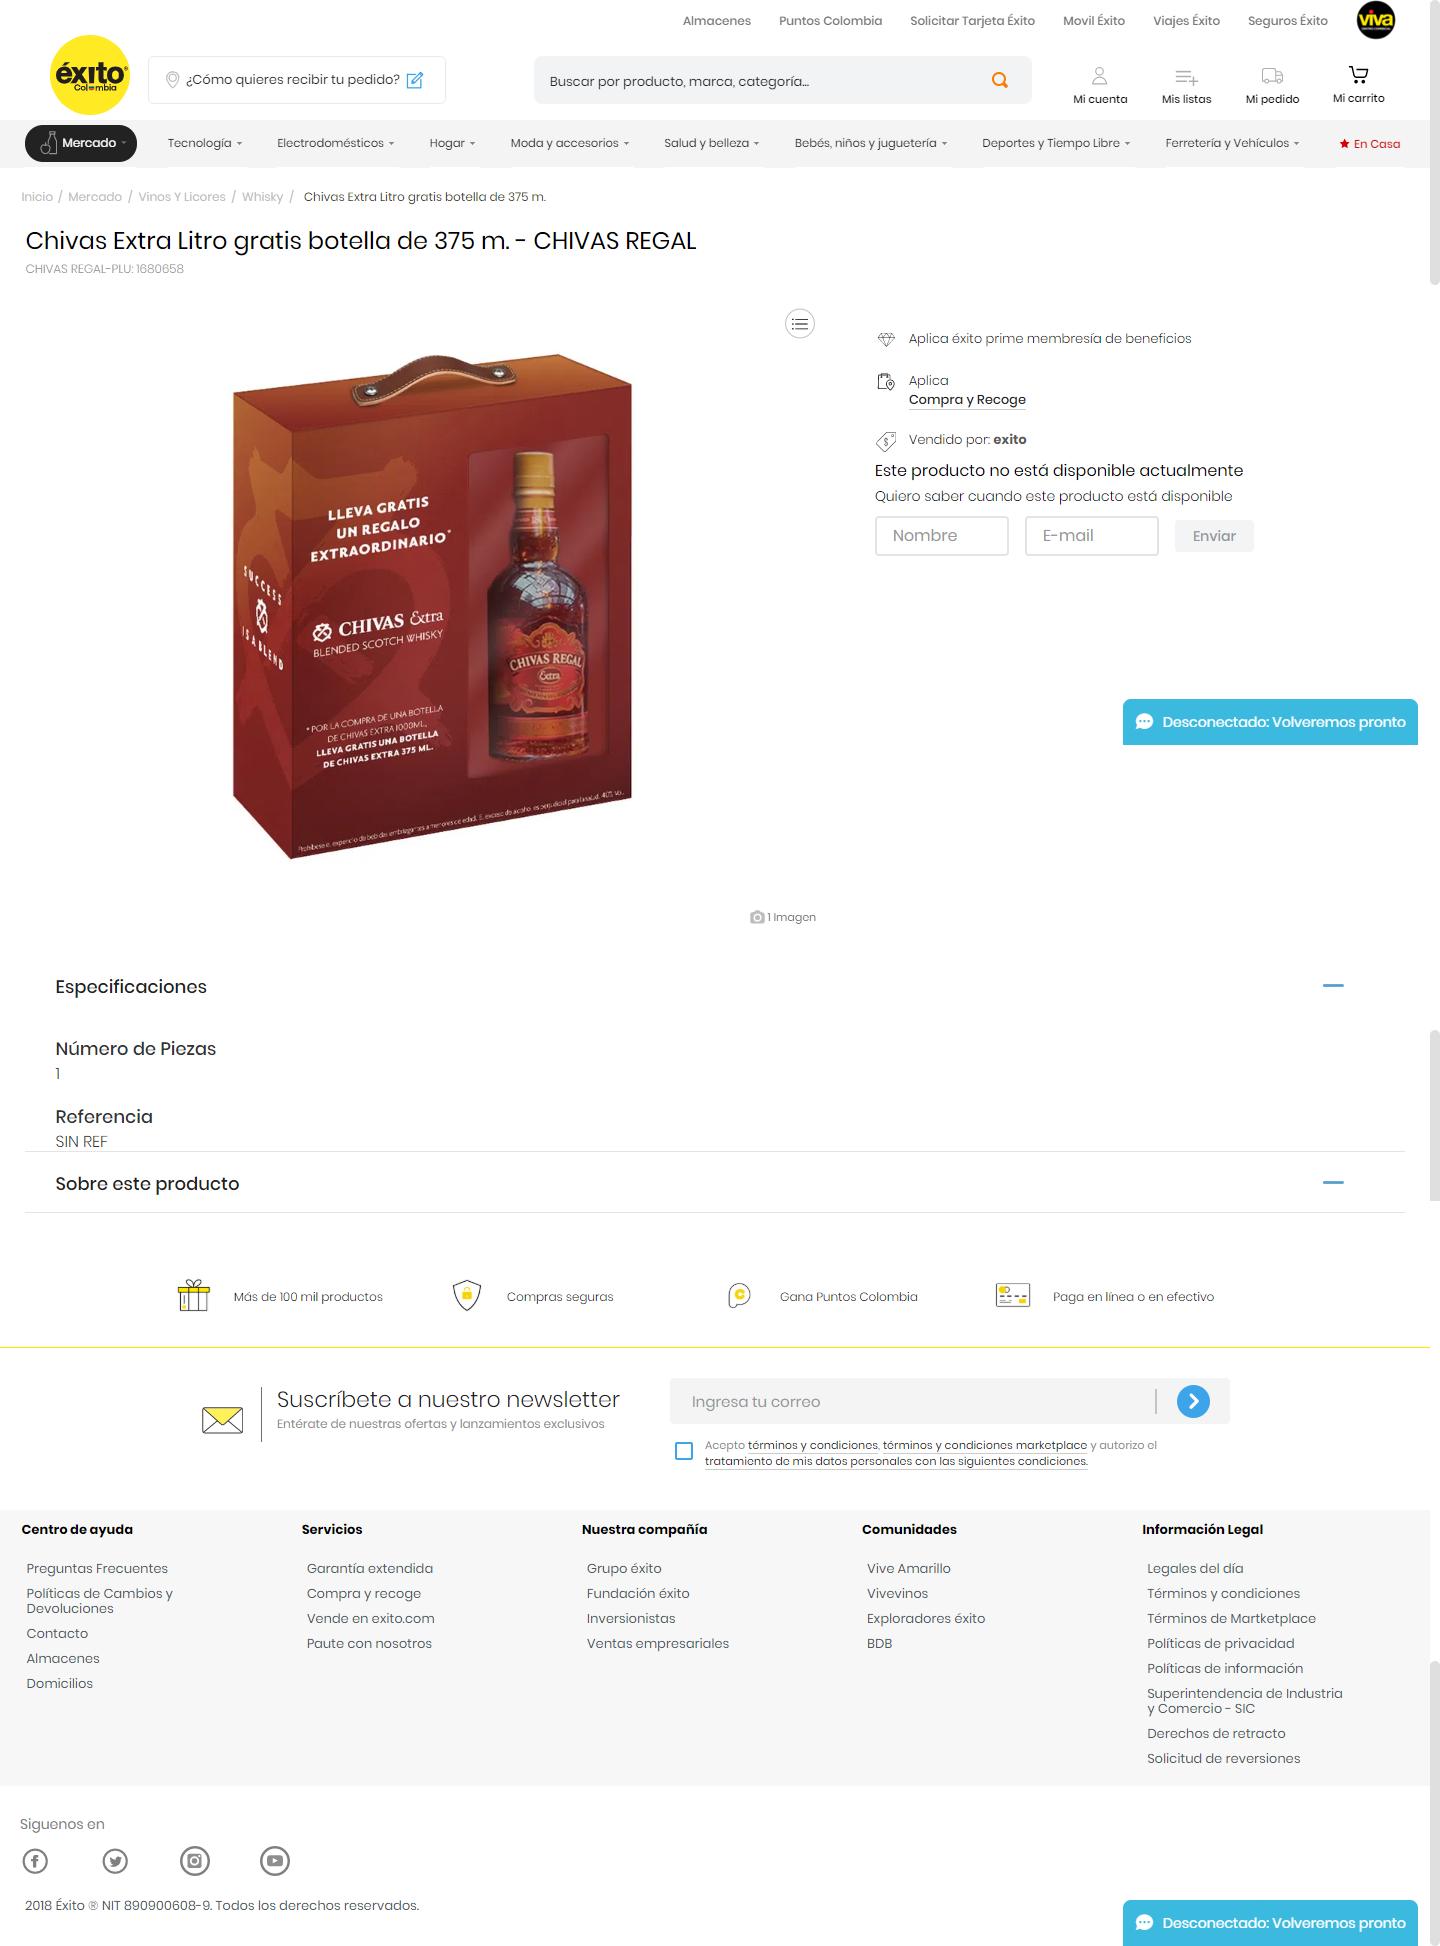 Almacenes Puntos Colombia Solicitar Tarjeta Éxito Movil Éxito Viajes Éxito Seguros Éxito viva
éxito
Colombia
¿Cómo quieres recibir tu pedido?
Buscar por producto, marca, categoría...
Mi cuenta Mis listas Mi pedido Mi carrito
Mercado Tecnología Electrodomésticos Hogar Moda y accesorios Salud y belleza Bebés, niños y juguetería Deportes y Tiempo Libre Ferretería y Vehículos En Casa
Inicio / Mercado / Vinos Y Licores / Whisky / Chivas Extra Litro gratis botella de 375 m.
Chivas Extra Litro gratis botella de 375 m. - CHIVAS REGAL
CHIVAS REGAL-PLU: 1680658
LLEVA GRATIS
UN REGALO
EXTRAORDINARIO*
SUCCESS
IS A BLEND
CHIVAS Extra
BLENDED SCOTCH WHISKY
CHIVAS REGAL
Extra
* POR LA COMPRA DE UNA BOTELLA
DE CHIVAS EXTRA 1000ML,
LLEVA GRATIS UNA BOTELLA
DE CHIVAS EXTRA 375 ML.
Prohíbese el expendio de bebidas embriagantes a menores de edad. El exceso de alcohol es perjudicial para la salud. 40% Vol.
1 Imagen
Aplica éxito prime membresía de beneficios
Aplica
Compra y Recoge
Vendido por: exito
Este producto no está disponible actualmente
Quiero saber cuando este producto está disponible
Nombre E-mail Enviar
Desconectado: Volveremos pronto
Especificaciones
Número de Piezas
1
Referencia
SIN REF
Sobre este producto
Más de 100 mil productos Compras seguras Gana Puntos Colombia Paga en línea o en efectivo
Suscríbete a nuestro newsletter
Entérate de nuestras ofertas y lanzamientos exclusivos
Ingresa tu correo
Acepto términos y condiciones, términos y condiciones marketplace y autorizo el
tratamiento de mis datos personales con las siguientes condiciones.
Centro de ayuda
Preguntas Frecuentes
Políticas de Cambios y
Devoluciones
Contacto
Almacenes
Domicilios
Servicios
Garantía extendida
Compra y recoge
Vende en exito.com
Paute con nosotros
Nuestra compañía
Grupo éxito
Fundación éxito
Inversionistas
Ventas empresariales
Comunidades
Vive Amarillo
Vivevinos
Exploradores éxito
BDB
Información Legal
Legales del día
Términos y condiciones
Términos de Martketplace
Políticas de privacidad
Políticas de información
Superintendencia de Industria
y Comercio - SIC
Derechos de retracto
Solicitud de reversiones
Siguenos en
2018 Éxito ® NIT 890900608-9. Todos los derechos reservados.
Desconectado: Volveremos pronto